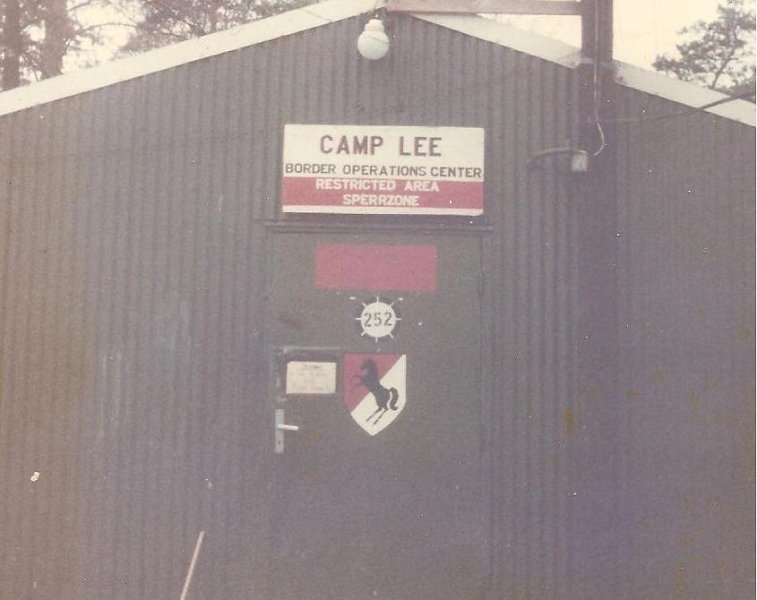 CAMP LEE
BORDER OPERATIONS CENTER
RESTRICTED AREA
SPERRZONE
252